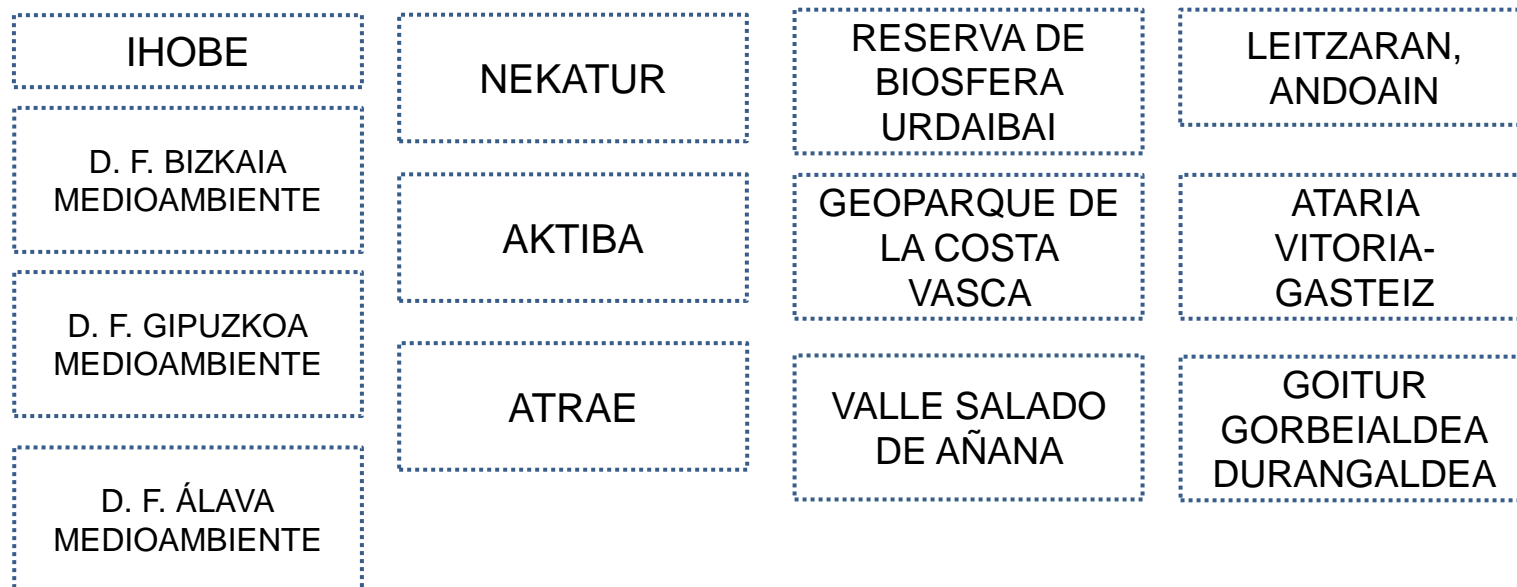 IHOBE
D. F. BIZKAIA
MEDIOAMBIENTE
D. F. GIPUZKOA
MEDIOAMBIENTE
D. F. ÁLAVA
MEDIOAMBIENTE
NEKATUR
AKTIBA
ATRAE
RESERVA DE
BIOSFERA
URDAIBAI
GEOPARQUE DE
LA COSTA
VASCA
VALLE SALADO
DE AÑANA
LEITZARAN,
ANDOAIN
ATARIA
VITORIA-
GASTEIZ
GOITUR
GORBEIALDEA
DURANGALDEA